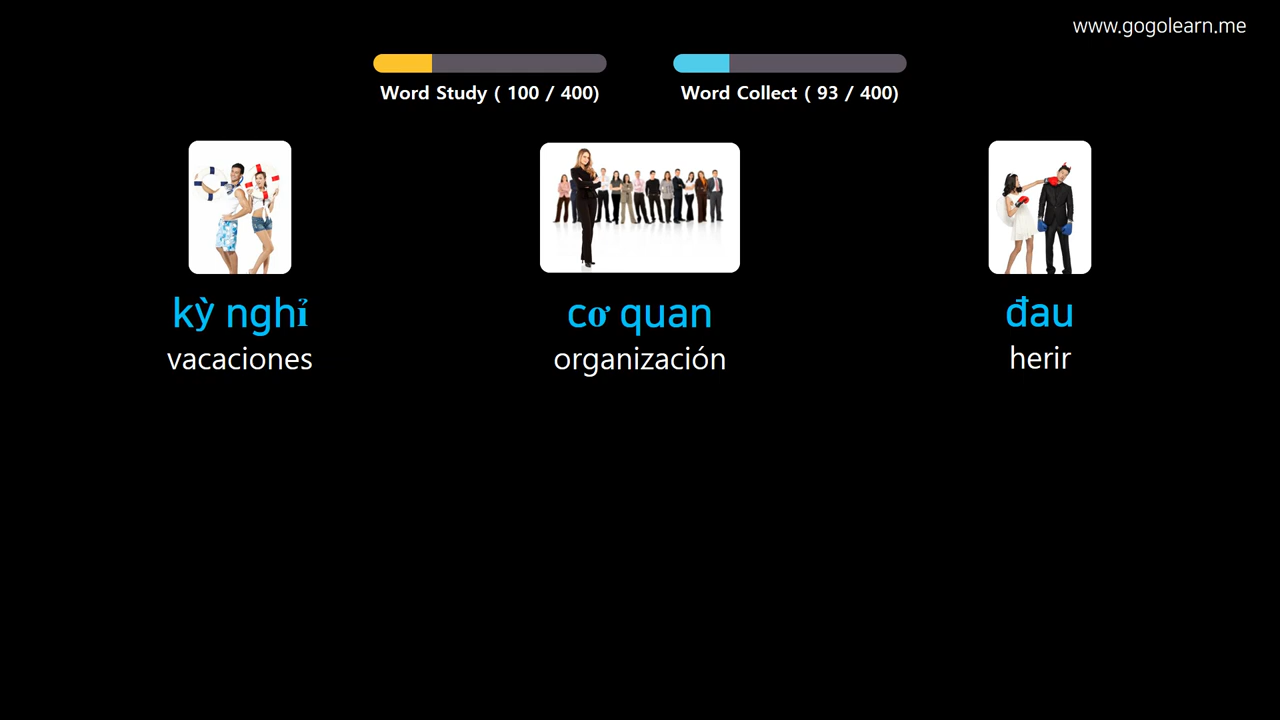 www.gogolearn.me
Word Study ( 100 / 400)
Word Collect ( 93 / 400)
kỳ nghỉ
cơ quan
đau
vacaciones
organización
herir